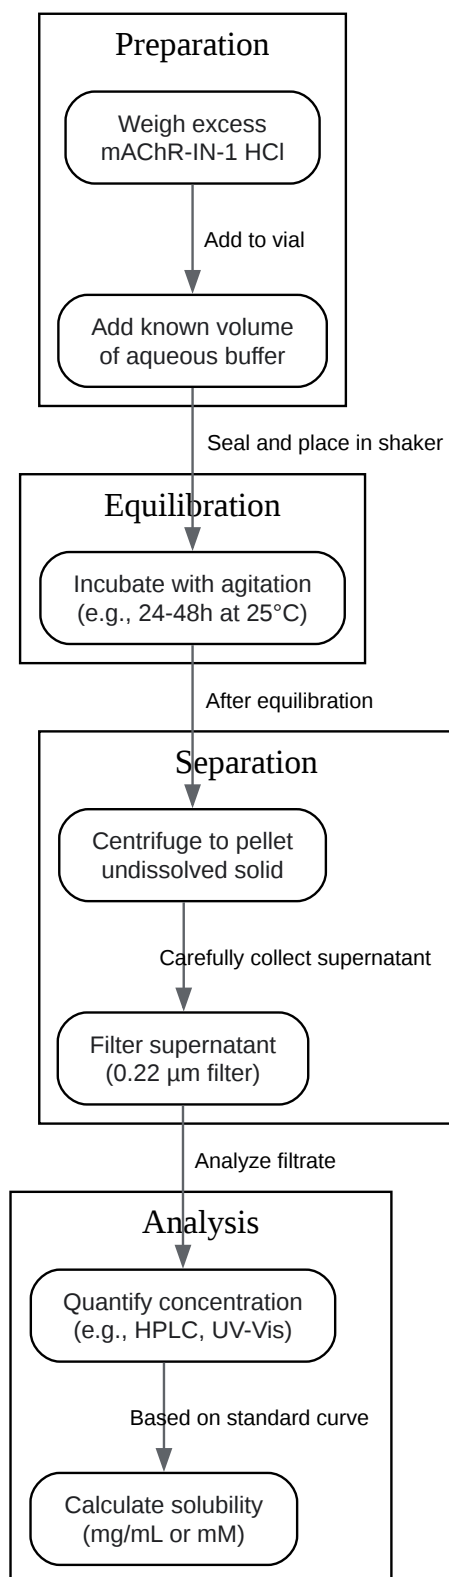 Preparation
Weigh excess
mAChR-IN-1 HCl
Add to vial
Add known volume
of aqueous buffer
Seal and place in shaker
Equilibration
Incubate with agitation
(e.g., 24-48h at 25°C)
After equilibration
Separation
Centrifuge to pellet
undissolved solid
Carefully collect supernatant
Filter supernatant
(0.22 µm filter)
Analyze filtrate
Analysis
Quantify concentration
(e.g., HPLC, UV-Vis)
Based on standard curve
Calculate solubility
(mg/mL or mM)